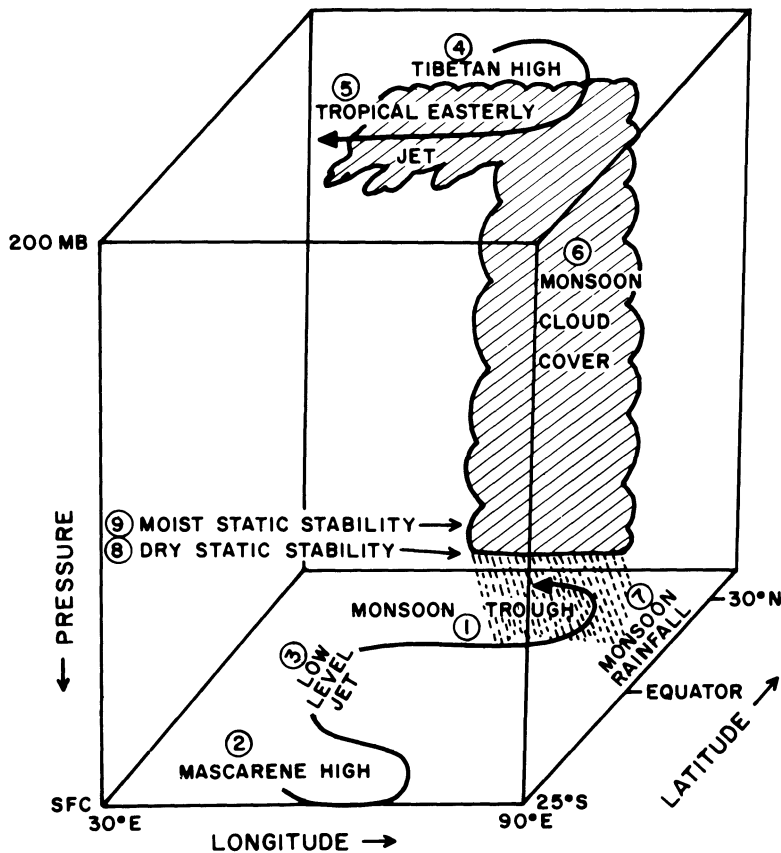 ④
TIBETAN HIGH
⑤
TROPICAL EASTERLY
JET
200 MB
⑥
MONSOON
CLOUD
COVER
⑨ MOIST STATIC STABILITY →
⑧ DRY STATIC STABILITY →
← PRESSURE
MONSOON TROUGH
①
⑦
MONSOON
RAINFALL
30°N
③ LOW
LEVEL
JET
EQUATOR
②
MASCARENE HIGH
LATITUDE →
SFC
25°S
30°E
90°E
LONGITUDE →